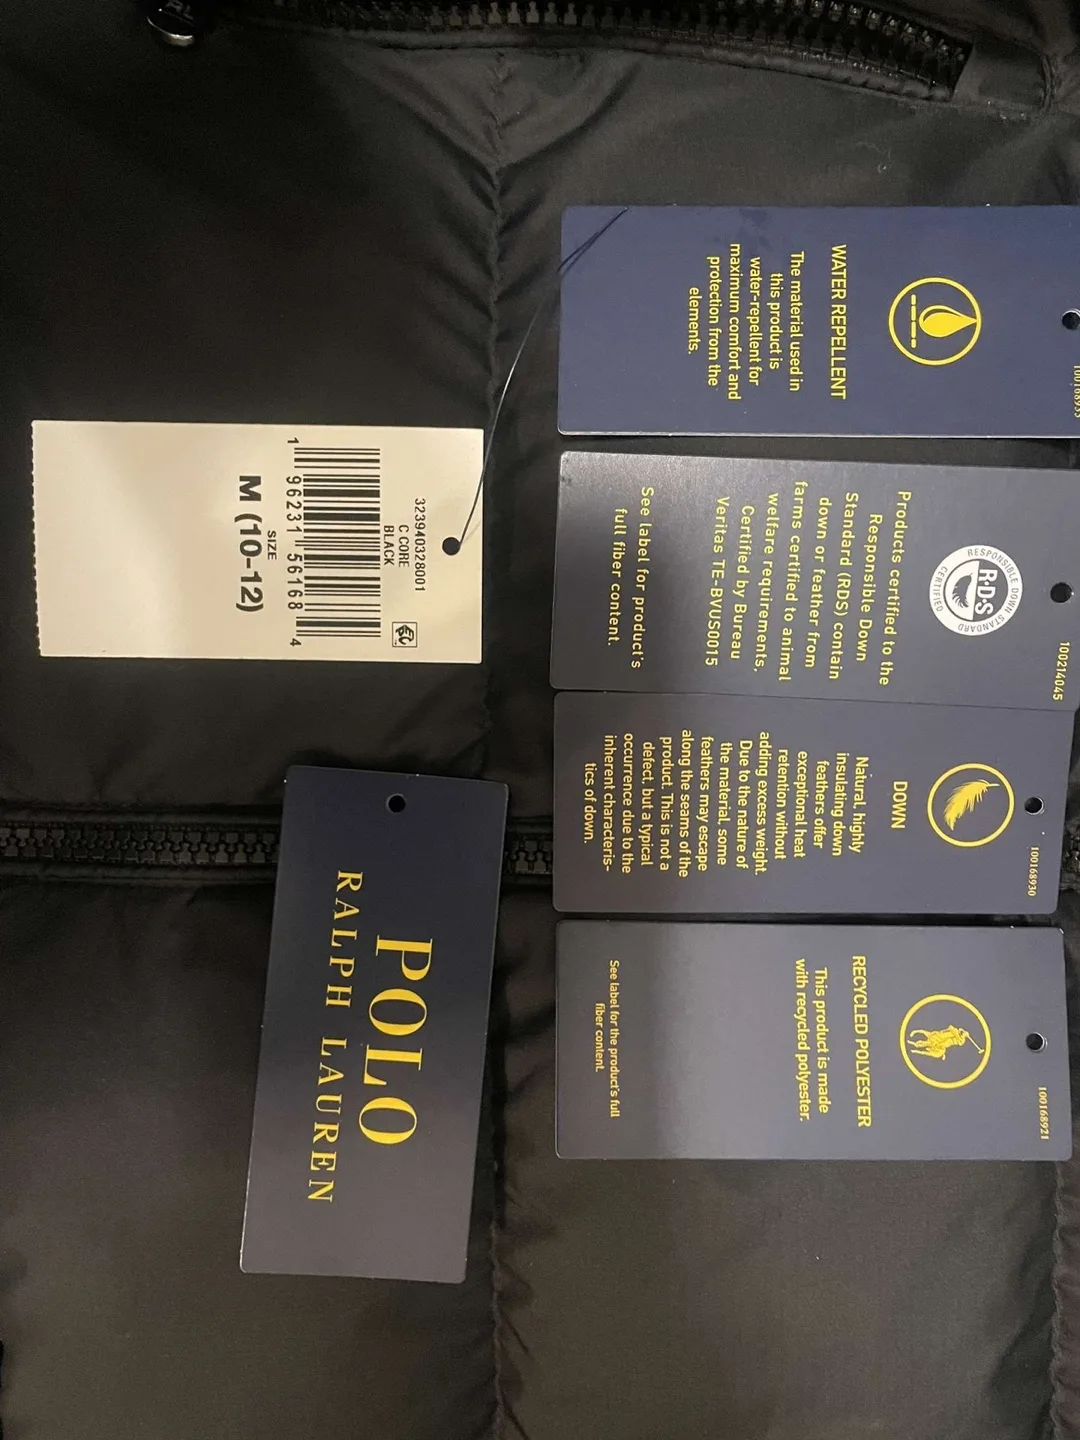 RL
WATER REPELLENT
The material used in
this product is
water-repellent for
maximum comfort and
protection from the
elements.
100214045
RESPONSIBLE DOWN STANDARD
R·D·S
CERTIFIED
Products certified to the
Responsible Down
Standard (RDS) contain
down or feather from
farms certified to animal
welfare requirements,
Certified by Bureau
Veritas TE-BVUS0015
See label for product's
full fiber content.
100168930
DOWN
Natural, highly
insulating down
feathers offer
exceptional heat
retention without
adding excess weight.
Due to the nature of
the material, some
feathers may escape
along the seams of the
product. This is not a
defect, but a typical
occurrence due to the
inherent characteris-
tics of down.
100168921
RECYCLED POLYESTER
This product is made
with recycled polyester.
See label for the product's full
fiber content.
323940328001
C CORE
BLACK
1 96231 56168 4
SIZE
M (10-12)
POLO
RALPH LAUREN